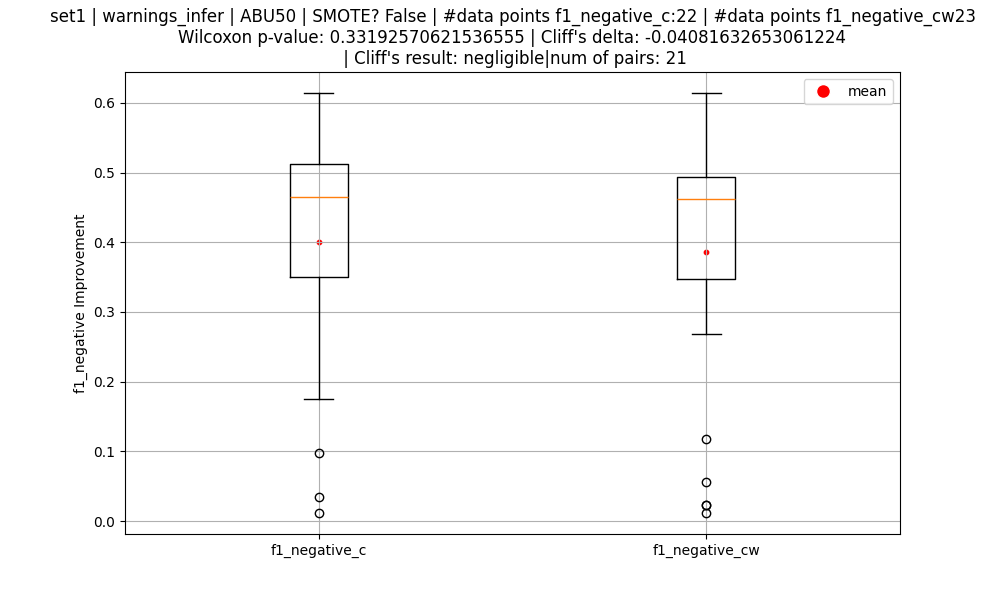 set1 | warnings_infer | ABU50 | SMOTE? False | #data points f1_negative_c:22 | #data points f1_negative_cw23
Wilcoxon p-value: 0.33192570621536555 | Cliff's delta: -0.04081632653061224
| Cliff's result: negligible|num of pairs: 21
mean
0.6
0.5
0.4
0.3
0.2
0.1
0.0
f1_negative Improvement
f1_negative_c
f1_negative_cw